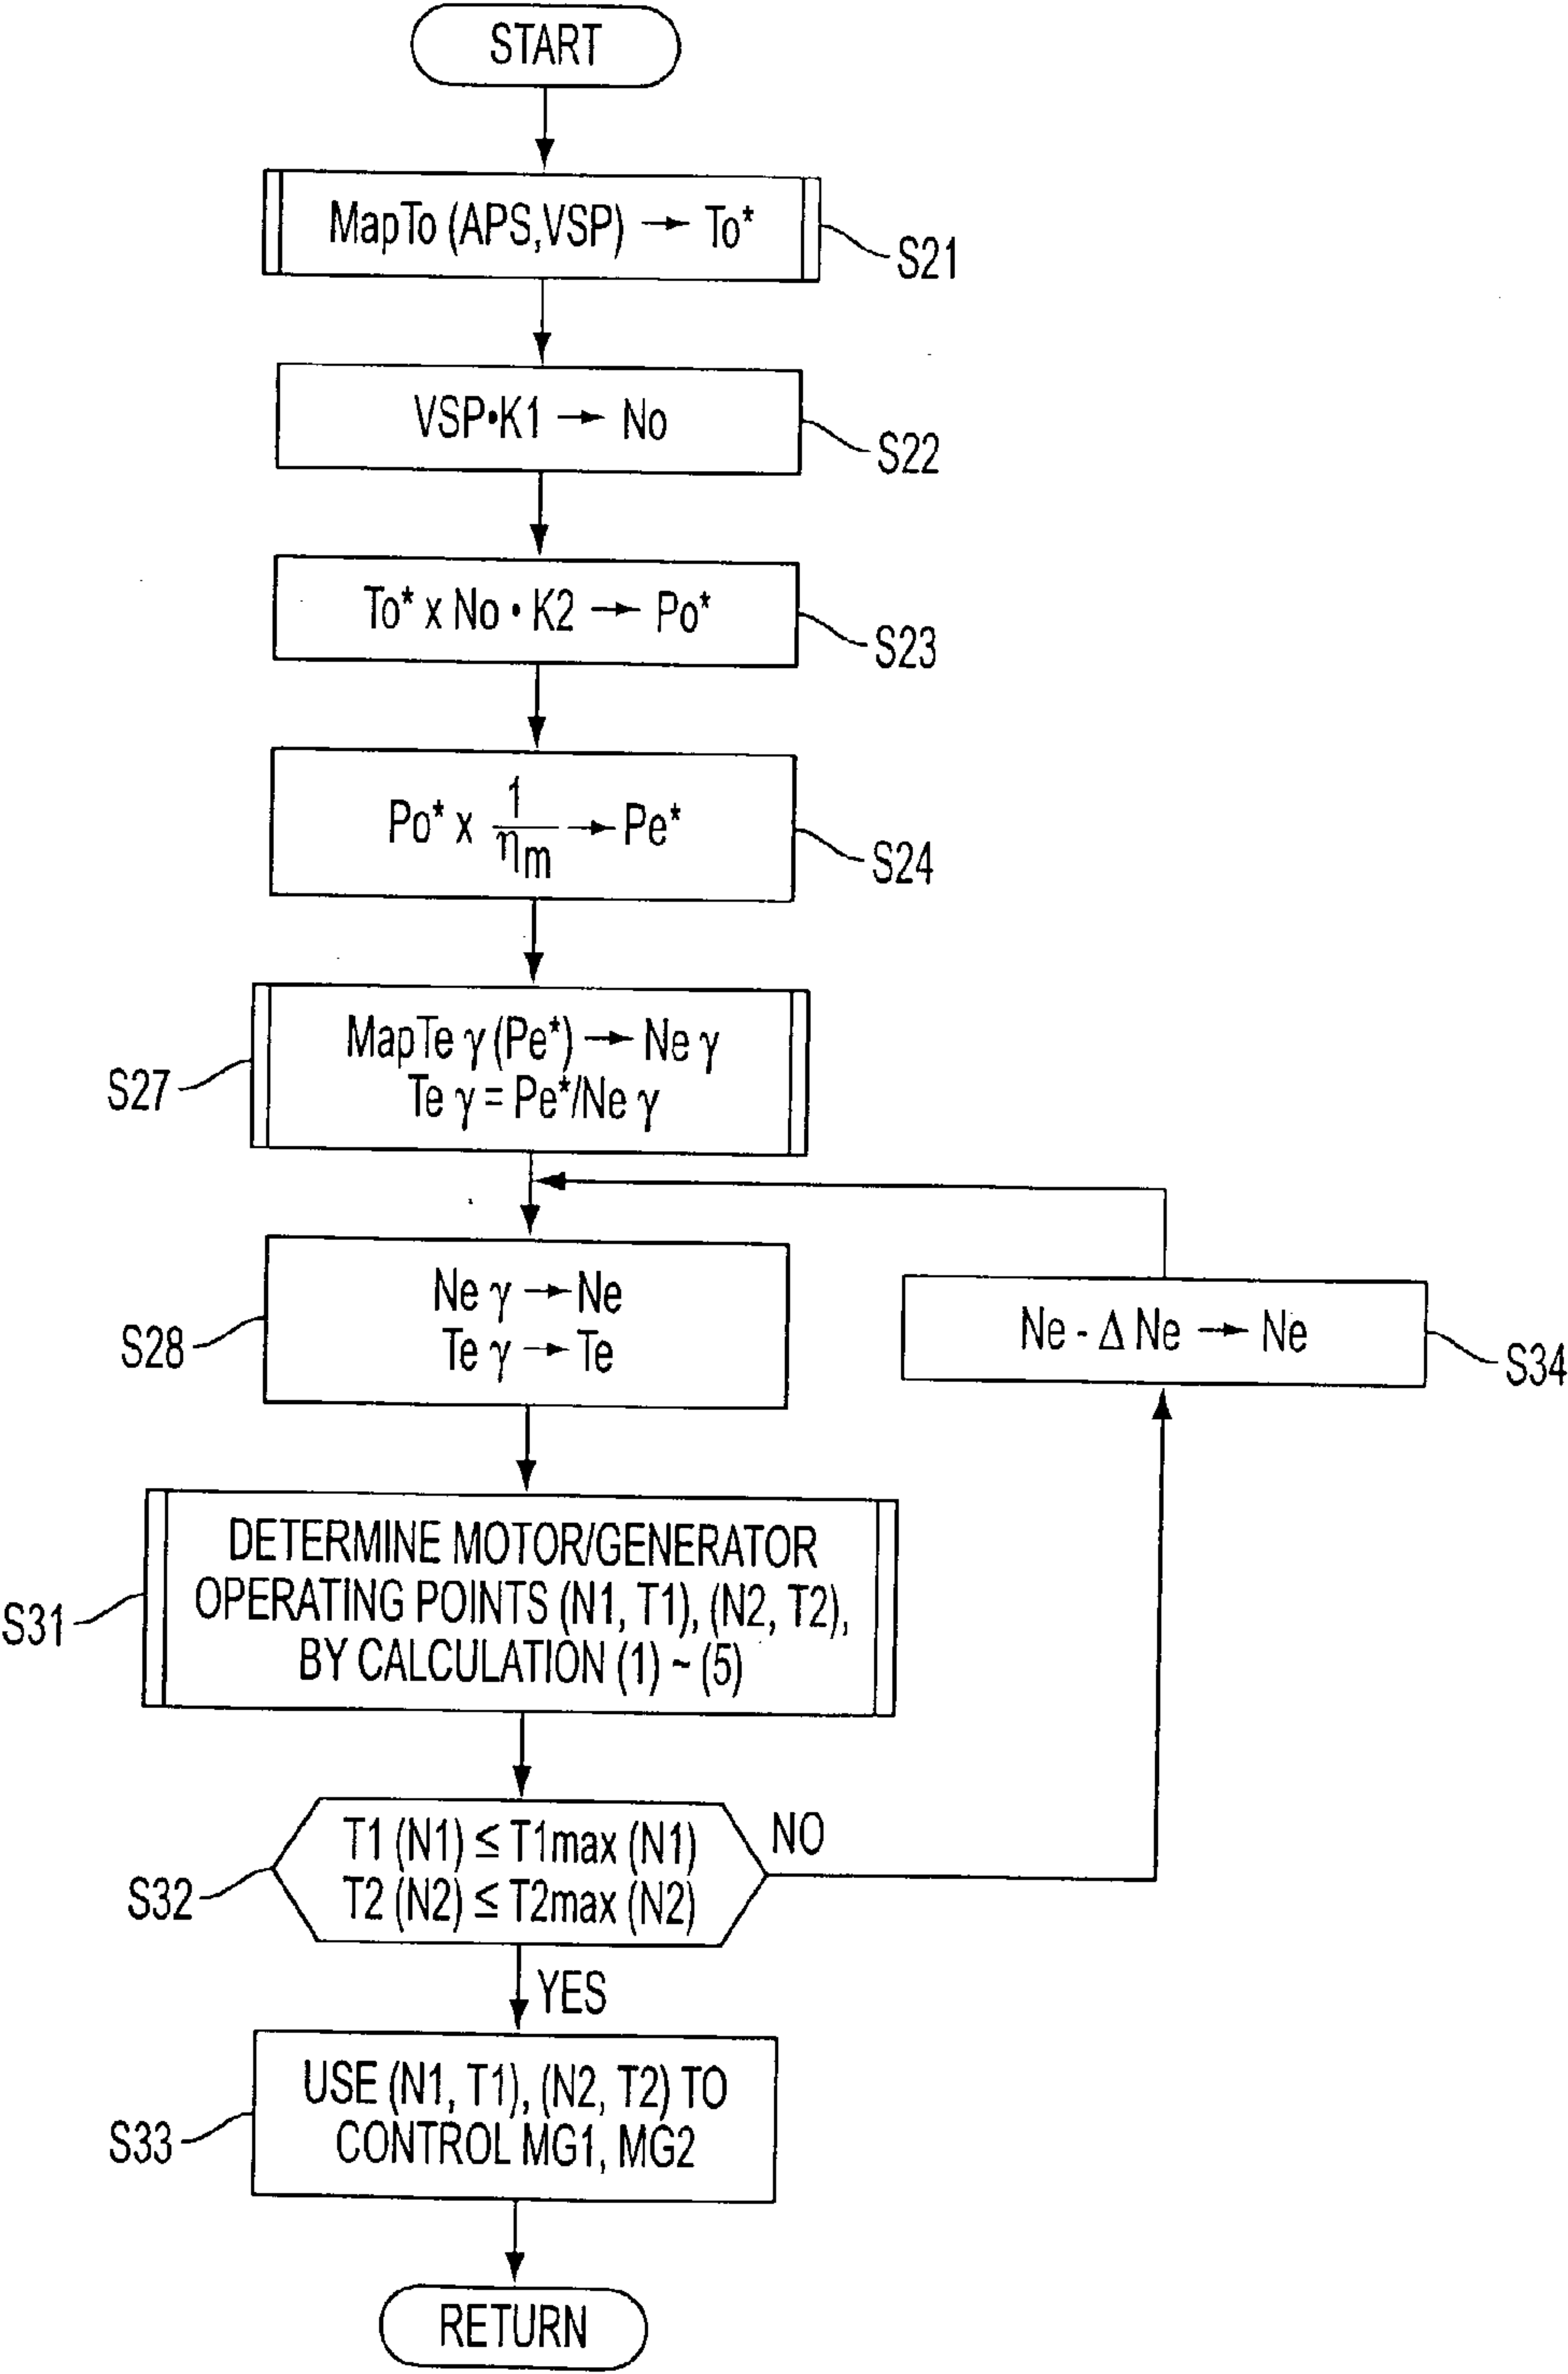 START
MapTo (APS,VSP) → To*
S21
VSP•K1 → No
S22
To* x No • K2 → Po*
S23
Po* x 1/ηm → Pe*
S24
MapTe γ (Pe*) → Ne γ
Te γ = Pe*/Ne γ
S27
Ne γ → Ne
Te γ → Te
S28
Ne - Δ Ne → Ne
S34
DETERMINE MOTOR/GENERATOR
OPERATING POINTS (N1, T1), (N2, T2),
BY CALCULATION (1) ~ (5)
S31
T1 (N1) ≤ T1max (N1)
T2 (N2) ≤ T2max (N2)
S32
NO
YES
USE (N1, T1), (N2, T2) TO
CONTROL MG1, MG2
S33
RETURN